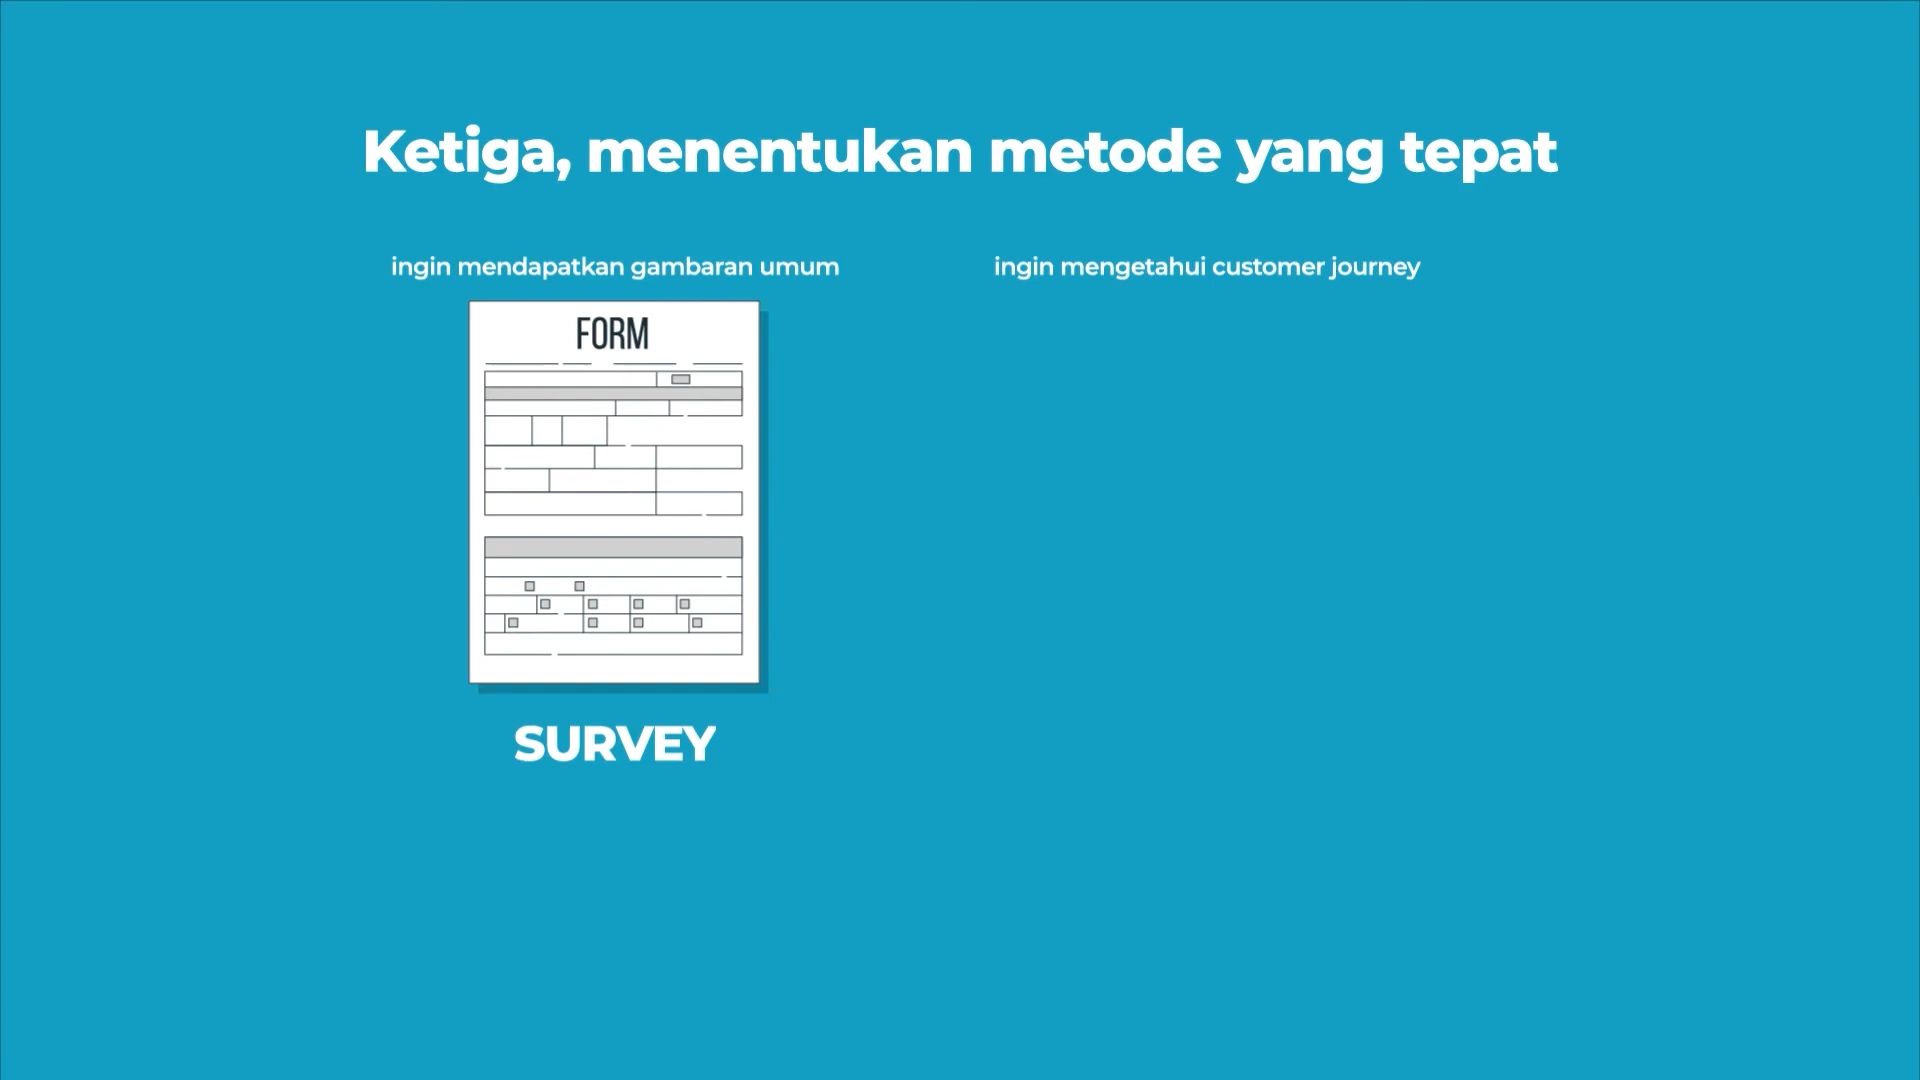 Ketiga, menentukan metode yang tepat
ingin mendapatkan gambaran umum
ingin mengetahui customer journey
FORM
SURVEY